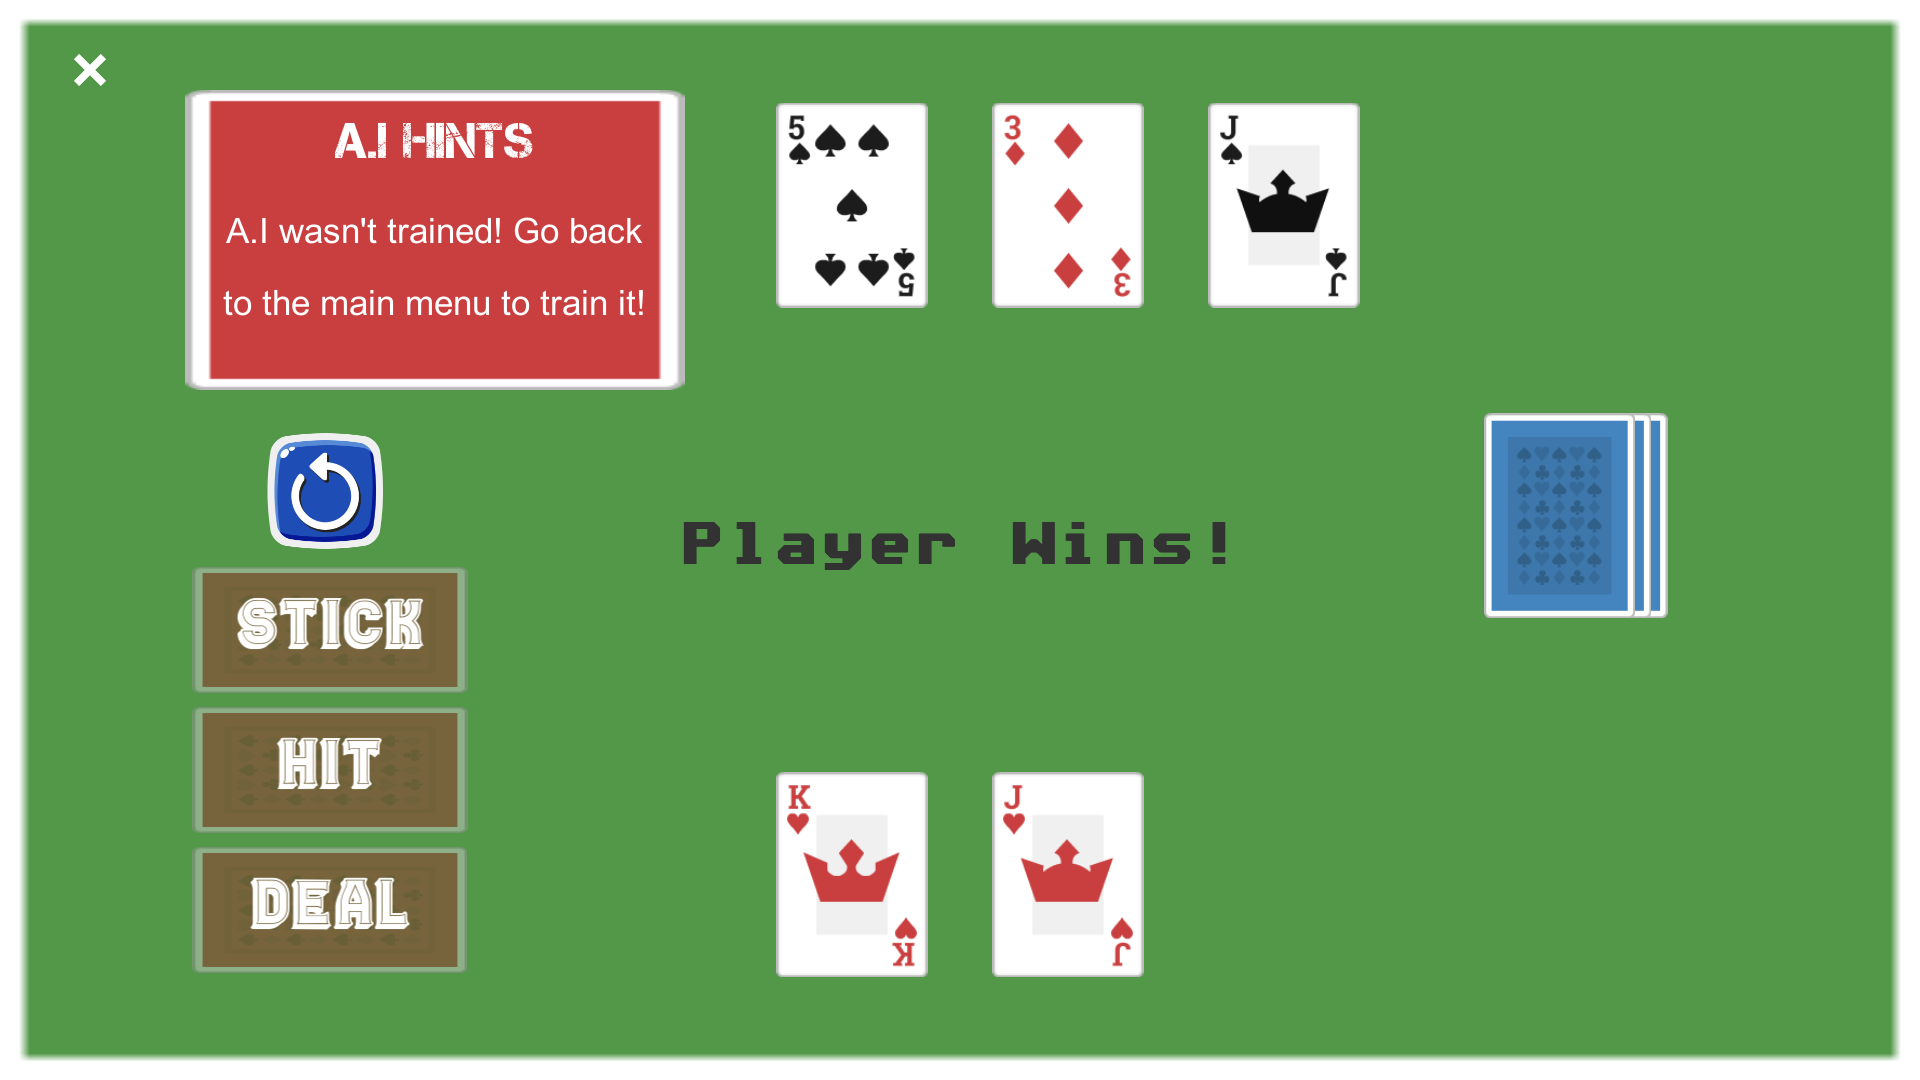 A.I HINTS
A.I wasn't trained! Go back
to the main menu to train it!
5
5
3
3
J
J
Player Wins!
STICK
HIT
DEAL
K
K
J
J